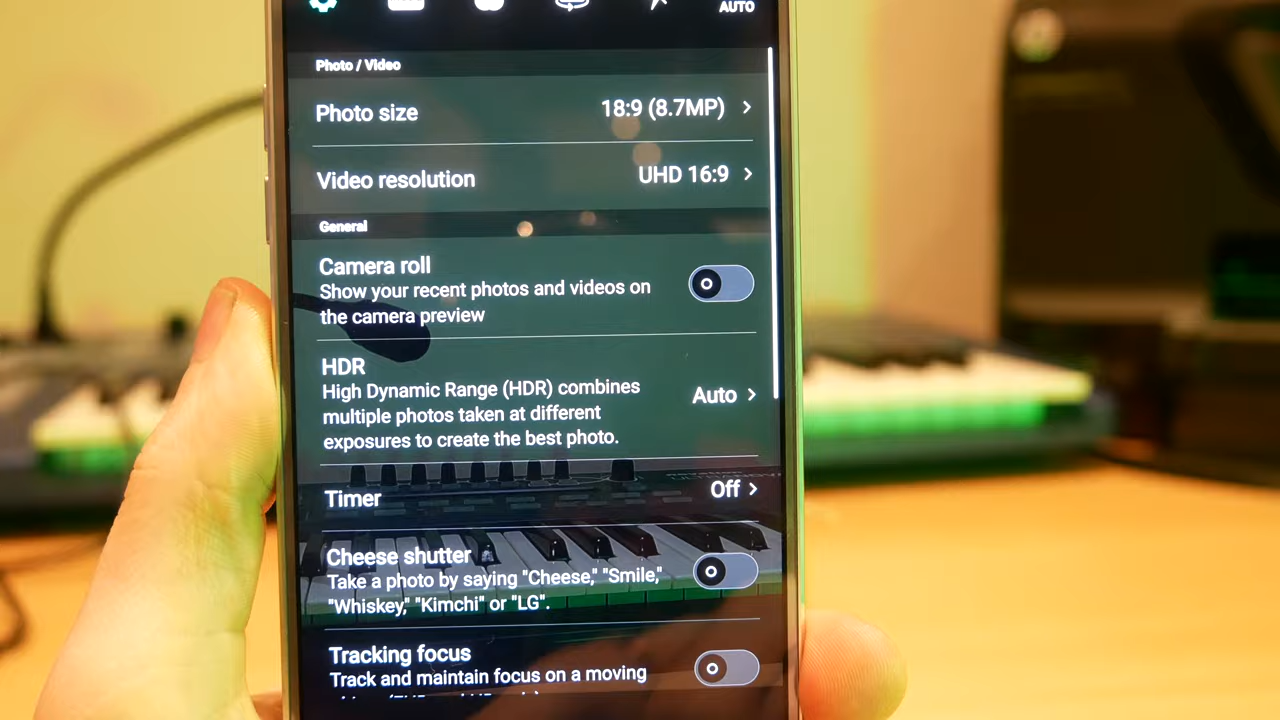 AUTO
Photo / Video
Photo size
18:9 (8.7MP)
Video resolution
UHD 16:9
General
Camera roll
Show your recent photos and videos on
the camera preview
HDR
High Dynamic Range (HDR) combines
multiple photos taken at different
exposures to create the best photo.
Auto
Timer
Off
Cheese shutter
Take a photo by saying "Cheese," "Smile,"
"Whiskey," "Kimchi" or "LG".
Tracking focus
Track and maintain focus on a moving